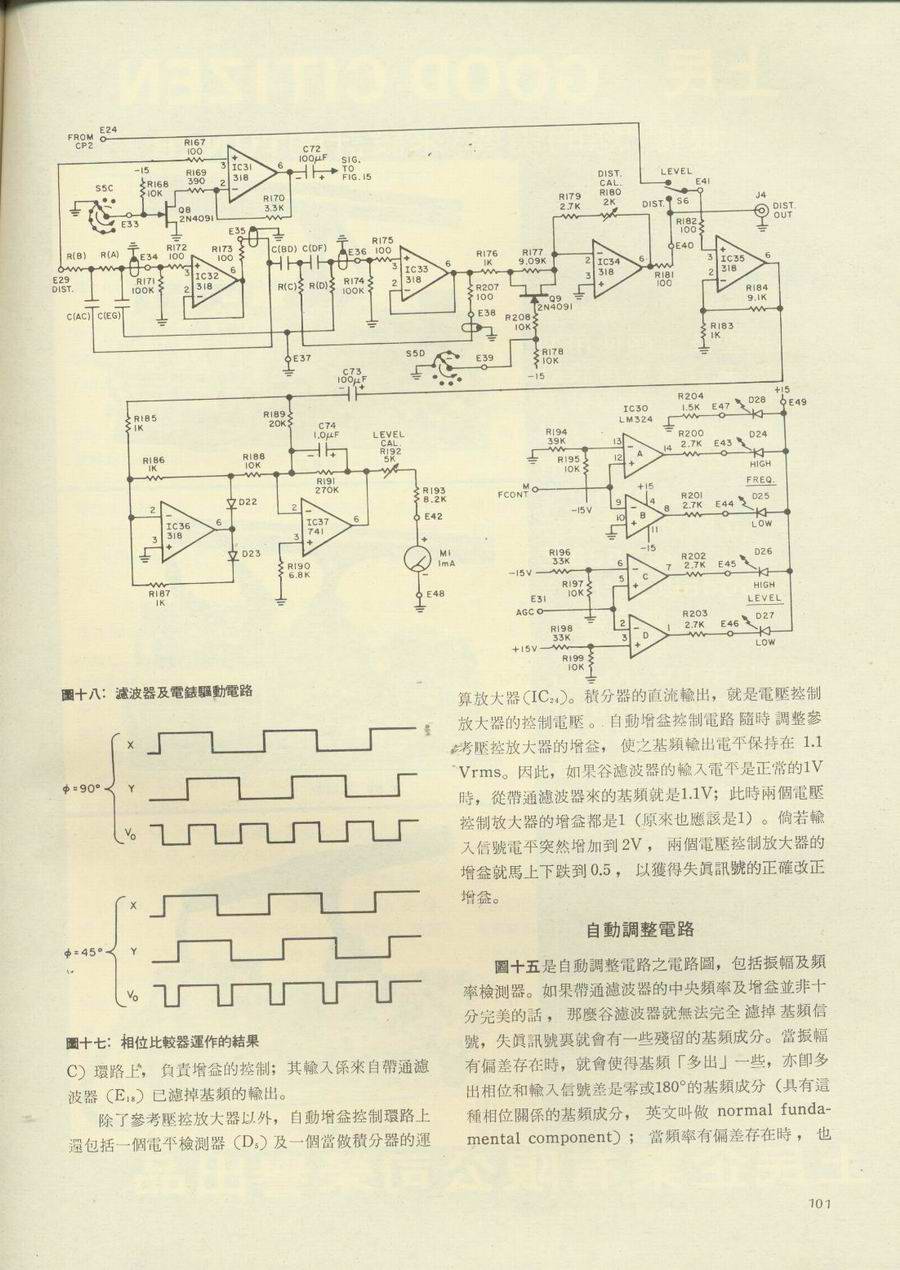 FROM CP2
E24
R167 100
C72 100µF
SIG. TO FIG.15
IC31 318
-15
R168 10K
R169 390
S5C
E33
Q8 2N4091
R170 3.3K
R(B)
R(A)
E34
R172 100
R173 100
E35
C(BD)
C(DF)
E36
R175 100
R176 1K
R177 9.09K
R179 2.7K
DIST. CAL. R180 2K
LEVEL
E41
DIST.
S6
J4
DIST. OUT
R182 100
E40
E29 DIST.
R171 100K
IC32 318
R(C)
R(D)
R174 100K
IC33 318
R207 100
E38
R208 10K
Q9 2N4091
IC34 318
R181 100
IC35 318
R184 9.1K
R183 1K
C(AC)
C(EG)
E37
S5D
E39
R178 10K
-15
C73 100µF
R185 1K
R189 20K
C74 1.0µF
LEVEL CAL. R192 5K
R186 1K
R188 10K
R191 270K
R193 8.2K
E42
D22
IC36 318
IC37 741
D23
R190 6.8K
M1 1mA
R187 1K
E48
IC30 LM324
R204 1.5K
E47
D28
+15
E49
R194 39K
R195 10K
A
R200 2.7K
E43
D24
HIGH
FREQ.
M FCONT
-15V
+15
B
-15
R201 2.7K
E44
D25
LOW
R196 33K
-15V
R197 10K
C
R202 2.7K
E45
D26
HIGH
LEVEL
E31
AGC
R198 33K
+15V
R199 10K
D
R203 2.7K
E46
D27
LOW
圖十八：濾波器及電錶驅動電路
X
φ=90°
Y
V₀
X
φ=45°
Y
V₀
圖十七：相位比較器運作的結果
C）環路上，負責增益的控制；其輸入係來自帶通濾
波器（E₁₈）已濾掉基頻的輸出。
除了參考壓控放大器以外，自動增益控制環路上
還包括一個電平檢測器（D₅）及一個當做積分器的運
算放大器（IC₂₄）。積分器的直流輸出，就是電壓控制
放大器的控制電壓。自動增益控制電路隨時調整參
考壓控放大器的增益，使之基頻輸出電平保持在 1.1
Vrms。因此，如果谷濾波器的輸入電平是正常的1V
時，從帶通濾波器來的基頻就是1.1V；此時兩個電壓
控制放大器的增益都是1（原來也應該是1）。倘若輸
入信號電平突然增加到 2V，兩個電壓控制放大器的
增益就馬上下跌到 0.5，以獲得失眞訊號的正確改正
增益。
自動調整電路
圖十五是自動調整電路之電路圖，包括振幅及頻
率檢測器。如果帶通濾波器的中央頻率及增益並非十
分完美的話，那麼谷濾波器就無法完全濾掉基頻信
號，失眞訊號裏就會有一些殘留的基頻成分。當振幅
有偏差存在時，就會使得基頻「多出」一些，亦卽多
出相位和輸入信號差是零或180°的基頻成分（具有這
種相位關係的基頻成分，英文叫做 normal funda-
mental component）；當頻率有偏差存在時，也
101